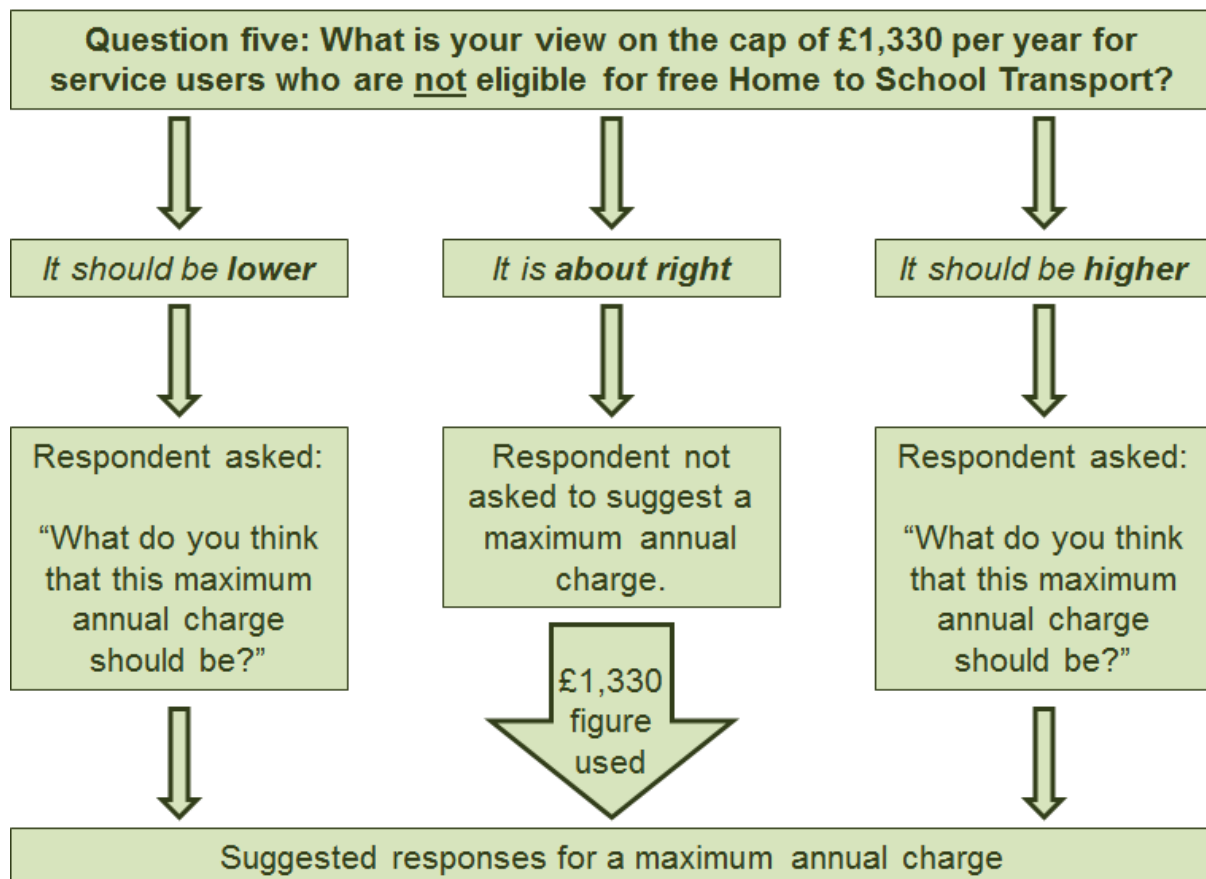 Question five: What is your view on the cap of £1,330 per year for
service users who are not eligible for free Home to School Transport?
It should be lower
It is about right
It should be higher
Respondent asked:
“What do you think
that this maximum
annual charge
should be?”
Respondent not
asked to suggest a
maximum annual
charge.
Respondent asked:
“What do you think
that this maximum
annual charge
should be?”
£1,330
figure
used
Suggested responses for a maximum annual charge